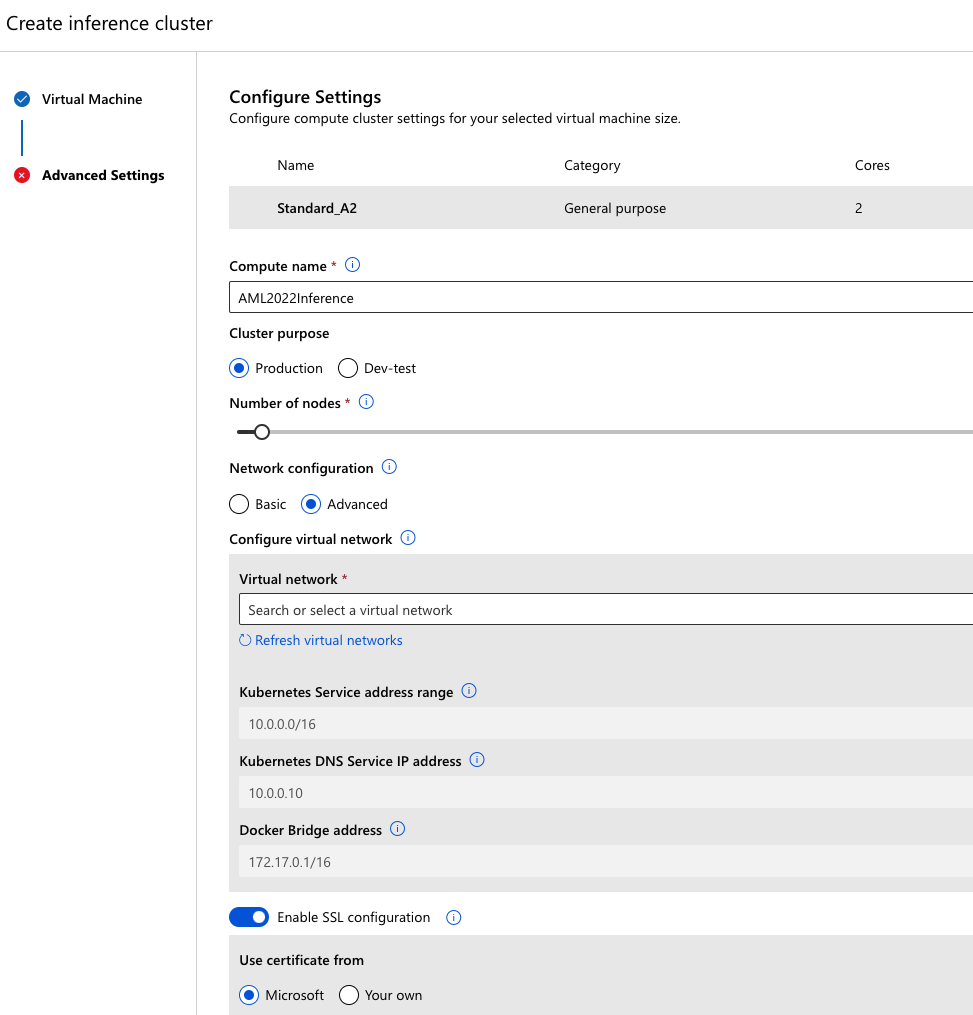 Create inference cluster
Virtual Machine
Advanced Settings
Configure Settings
Configure compute cluster settings for your selected virtual machine size.
Name Category Cores
Standard_A2 General purpose 2
Compute name * i
AML2022Inference
Cluster purpose
Production Dev-test
Number of nodes * i
Network configuration i
Basic Advanced
Configure virtual network i
Virtual network *
Search or select a virtual network
Refresh virtual networks
Kubernetes Service address range i
10.0.0.0/16
Kubernetes DNS Service IP address i
10.0.0.10
Docker Bridge address i
172.17.0.1/16
Enable SSL configuration i
Use certificate from
Microsoft Your own